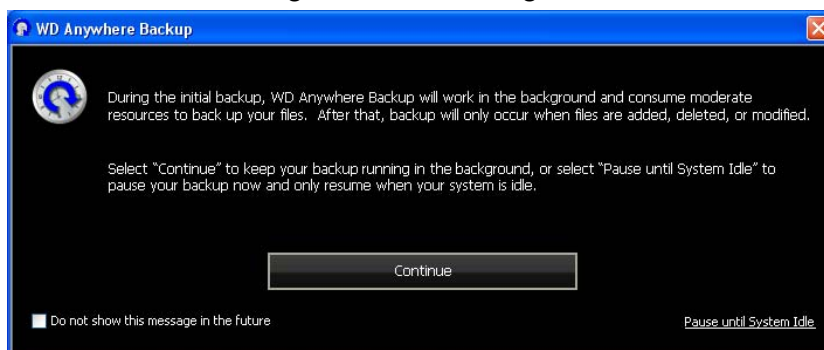 WD Anywhere Backup
During the initial backup, WD Anywhere Backup will work in the background and consume moderate
resources to back up your files. After that, backup will only occur when files are added, deleted, or modified.
Select "Continue" to keep your backup running in the background, or select "Pause until System Idle" to
pause your backup now and only resume when your system is idle.
Continue
Do not show this message in the future
Pause until System Idle